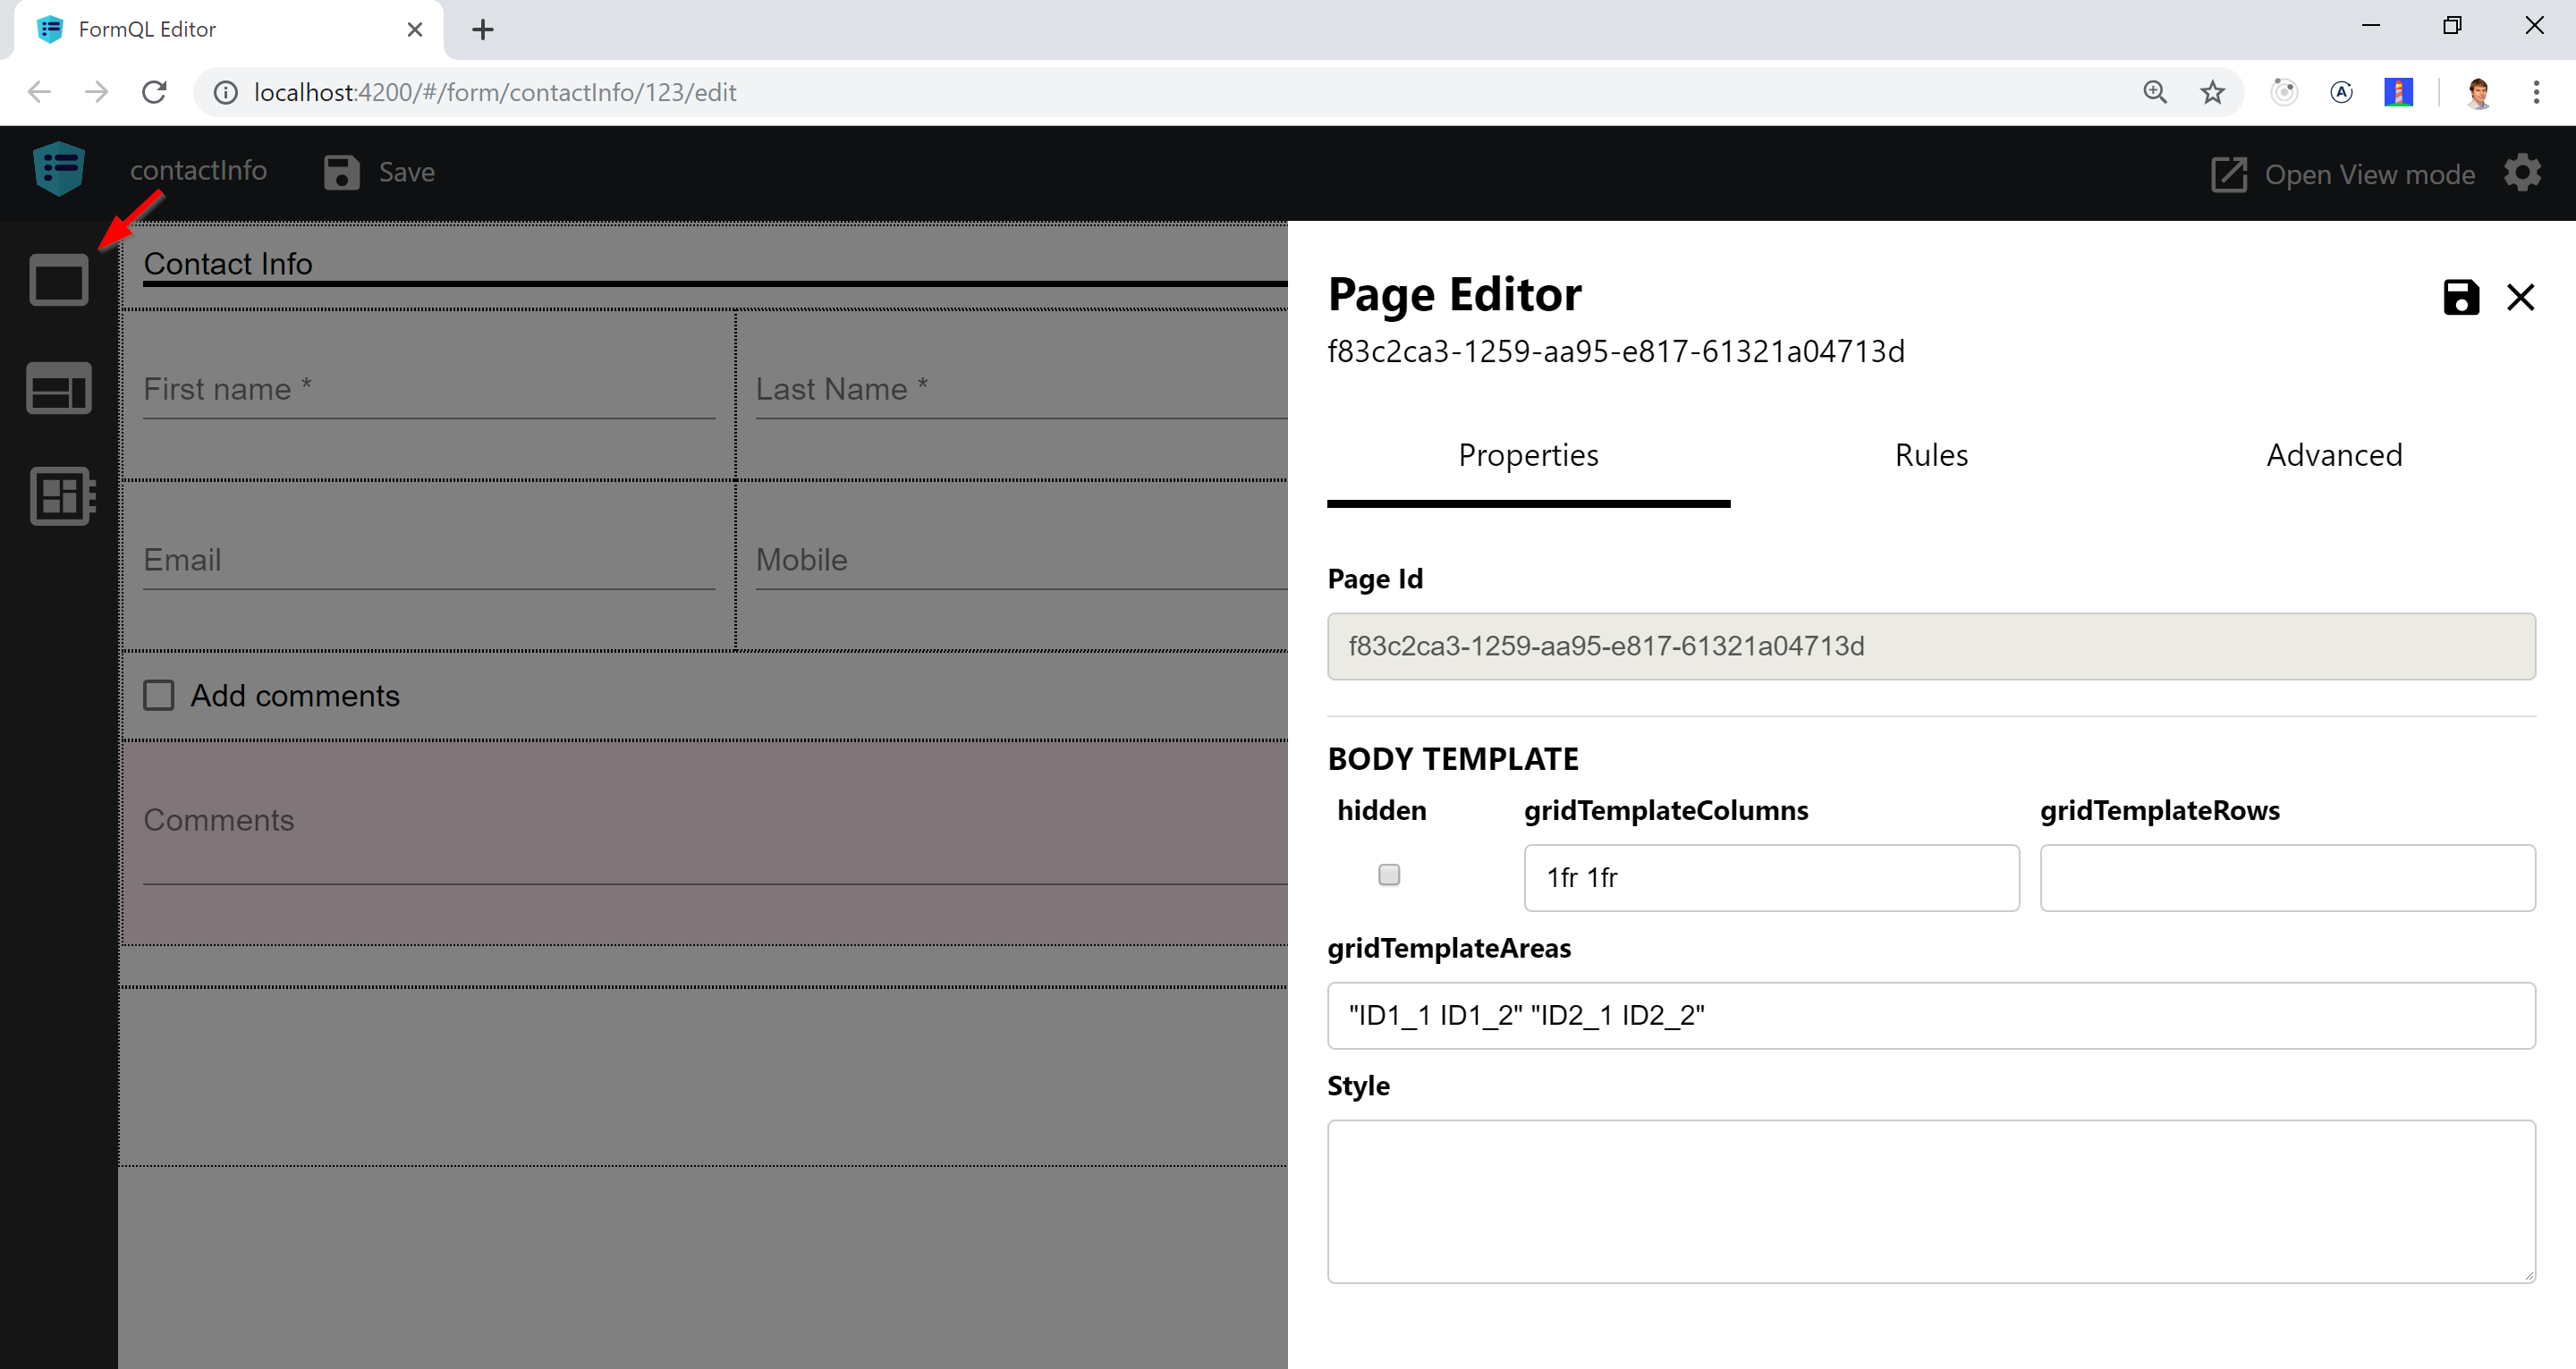 FormQL Editor
localhost:4200/#/form/contactInfo/123/edit
contactInfo
Save
Open View mode
Contact Info
First name *
Last Name *
Email
Mobile
Add comments
Comments
Page Editor
f83c2ca3-1259-aa95-e817-61321a04713d
Properties
Rules
Advanced
Page Id
f83c2ca3-1259-aa95-e817-61321a04713d
BODY TEMPLATE
hidden
gridTemplateColumns
gridTemplateRows
1fr 1fr
gridTemplateAreas
"ID1_1 ID1_2" "ID2_1 ID2_2"
Style